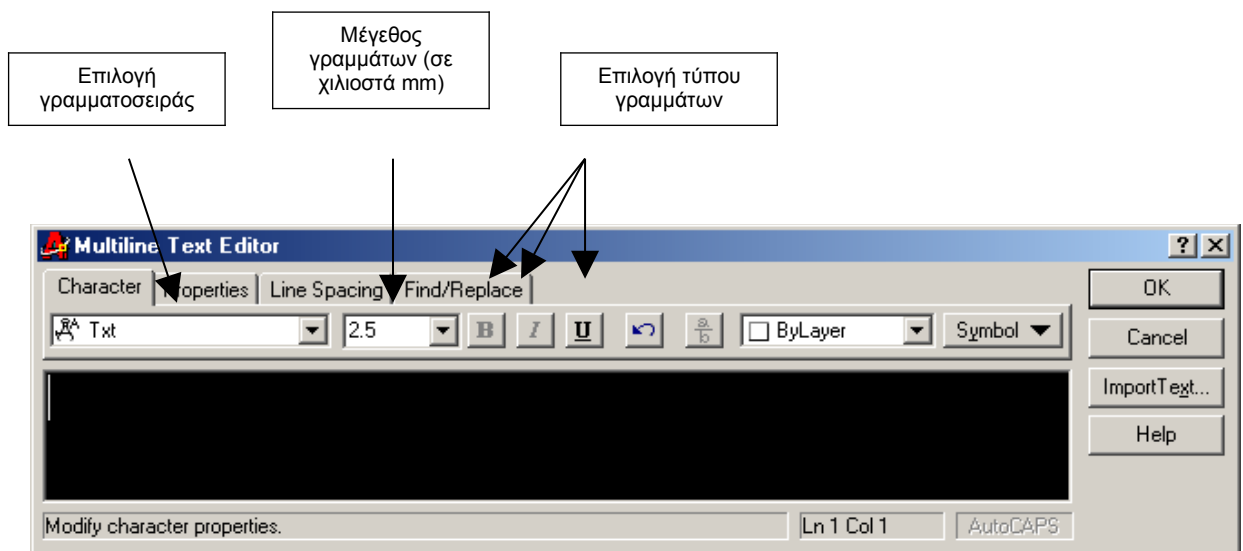 Επιλογή
γραμματοσειράς
Μέγεθος
γραμμάτων (σε
χιλιοστά mm)
Επιλογή τύπου
γραμμάτων
Multiline Text Editor
Character Properties Line Spacing Find/Replace
Txt 2.5 B I U a/b ByLayer Symbol
OK
Cancel
ImportText...
Help
Modify character properties. Ln 1 Col 1 AutoCAPS